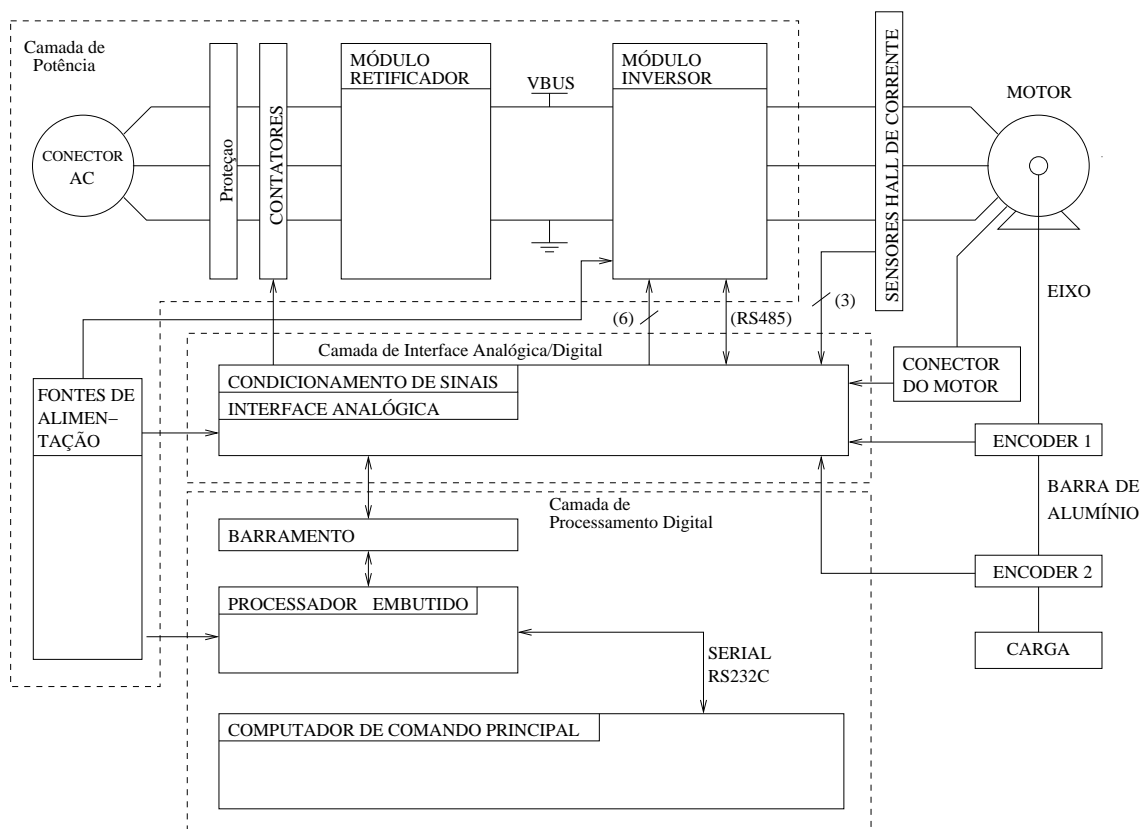 Camada de
Potência
CONECTOR
AC
Proteçao
CONTATORES
MÓDULO
RETIFICADOR
VBUS
MÓDULO
INVERSOR
SENSORES HALL DE CORRENTE
MOTOR
EIXO
(6)
(RS485)
(3)
Camada de Interface Analógica/Digital
CONDICIONAMENTO DE SINAIS
INTERFACE ANALÓGICA
CONECTOR
DO MOTOR
FONTES DE
ALIMEN–
TAÇÃO
ENCODER 1
BARRA DE
ALUMÍNIO
Camada de
Processamento Digital
BARRAMENTO
ENCODER 2
PROCESSADOR EMBUTIDO
SERIAL
RS232C
CARGA
COMPUTADOR DE COMANDO PRINCIPAL